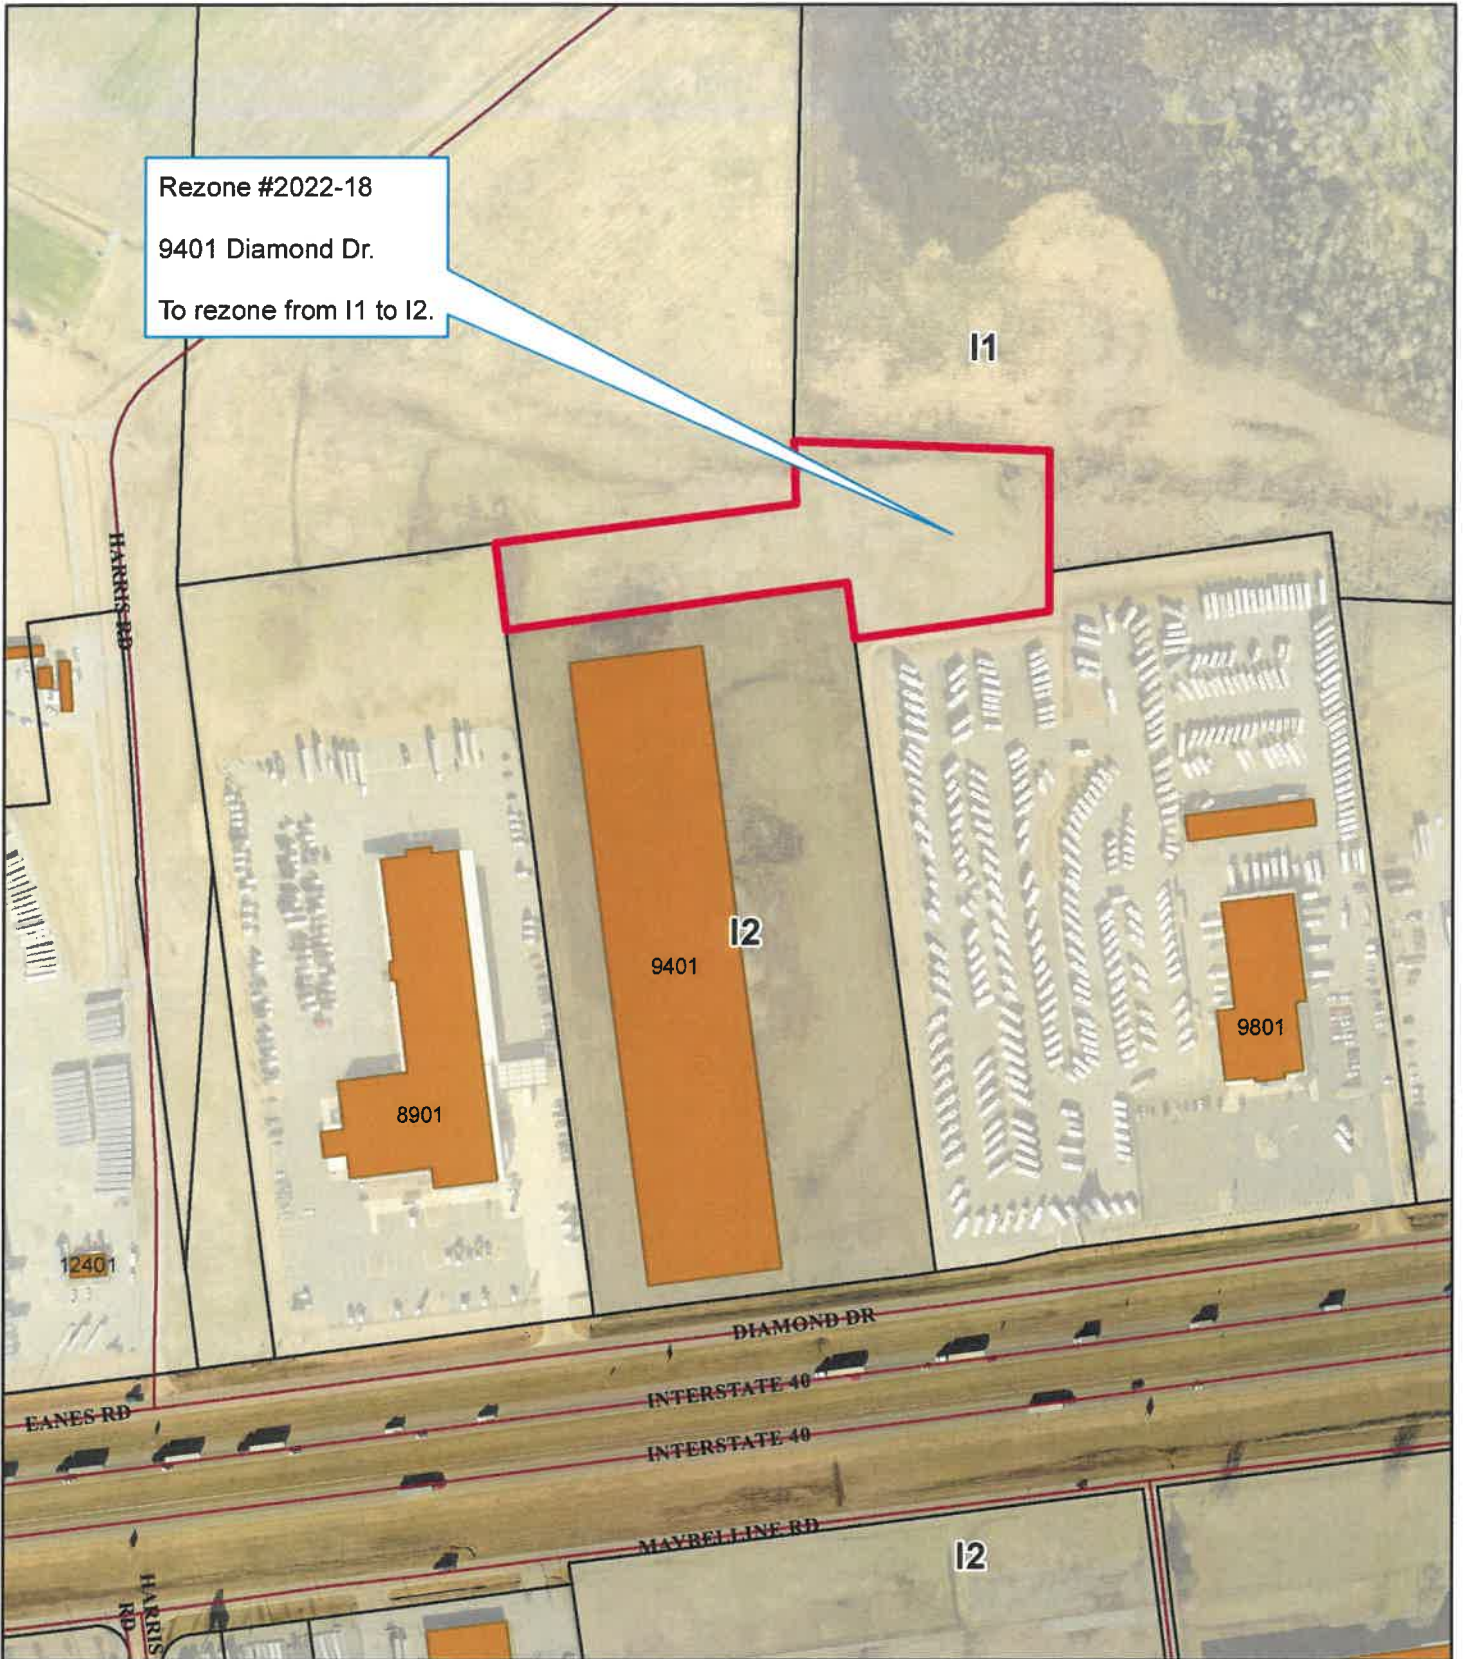 Rezone #2022-18
9401 Diamond Dr.
To rezone from I1 to I2.
I1
HARRIS RD
I2
9401
9801
8901
12401
DIAMOND DR
INTERSTATE 40
EANES RD
INTERSTATE 40
MAYBELLINE RD
I2
HARRIS
RD